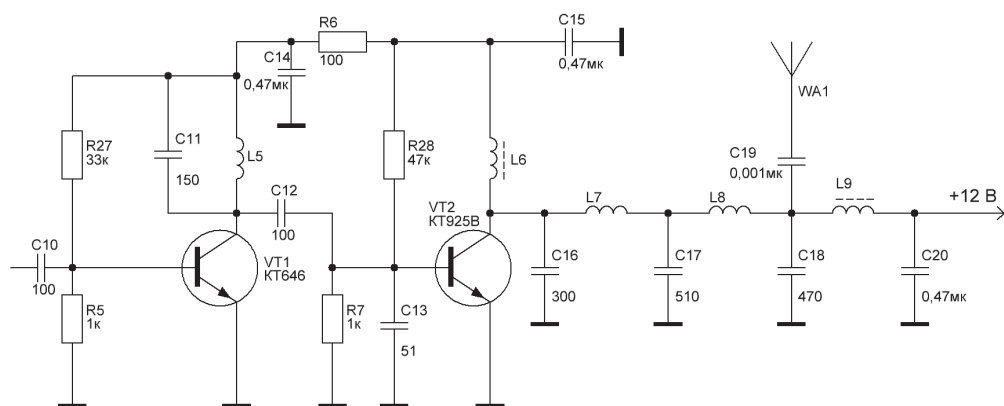 R6
100
C15
0,47мк
C14
0,47мк
WA1
R27
33к
C11
150
L5
R28
47к
L6
C19
0,001мк
C12
100
VT2
КТ925В
L7
L8
L9
+12 В
C10
100
VT1
КТ646
C16
300
C17
510
C18
470
C20
0,47мк
R5
1к
R7
1к
C13
51